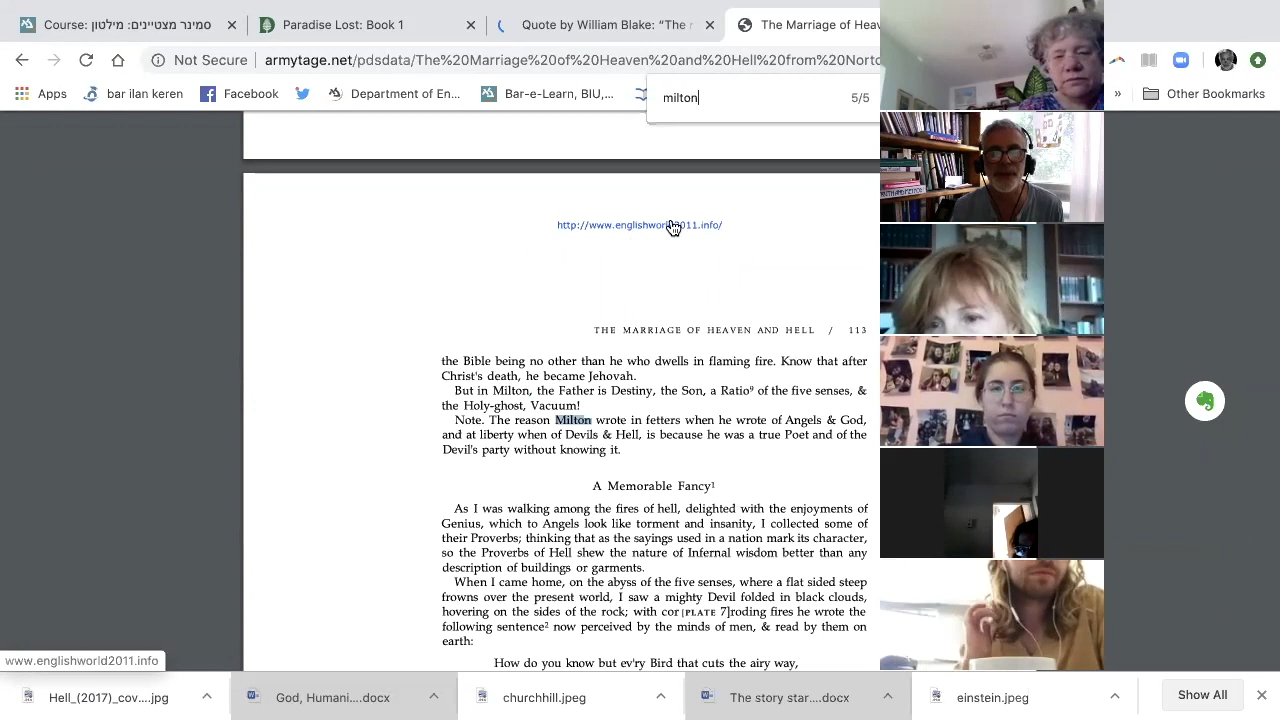 Course: סמינר מצטיינים: מילטון
Paradise Lost: Book 1
Quote by William Blake: “The r
The Marriage of Heav
Not Secure
armytage.net/pdsdata/The%20Marriage%20of%20Heaven%20and%20Hell%20from%20Norto
Apps
bar ilan keren
Facebook
Department of En...
Bar-e-Learn, BIU,...
»
Other Bookmarks
milton
5/5
http://www.englishworld2011.info/
THE MARRIAGE OF HEAVEN AND HELL / 113
the Bible being no other than he who dwells in flaming fire. Know that after
Christ's death, he became Jehovah.
But in Milton, the Father is Destiny, the Son, a Ratio⁹ of the five senses, &
the Holy-ghost, Vacuum!
Note. The reason Milton wrote in fetters when he wrote of Angels & God,
and at liberty when of Devils & Hell, is because he was a true Poet and of the
Devil's party without knowing it.
A Memorable Fancy¹
As I was walking among the fires of hell, delighted with the enjoyments of
Genius, which to Angels look like torment and insanity, I collected some of
their Proverbs; thinking that as the sayings used in a nation mark its character,
so the Proverbs of Hell shew the nature of Infernal wisdom better than any
description of buildings or garments.
When I came home, on the abyss of the five senses, where a flat sided steep
frowns over the present world, I saw a mighty Devil folded in black clouds,
hovering on the sides of the rock; with cor [PLATE 7]roding fires he wrote the
following sentence² now perceived by the minds of men, & read by them on
earth:
How do you know but ev'ry Bird that cuts the airy way,
www.englishworld2011.info
Hell_(2017)_cov....jpg
God, Humani....docx
churchhill.jpeg
The story star....docx
einstein.jpeg
Show All